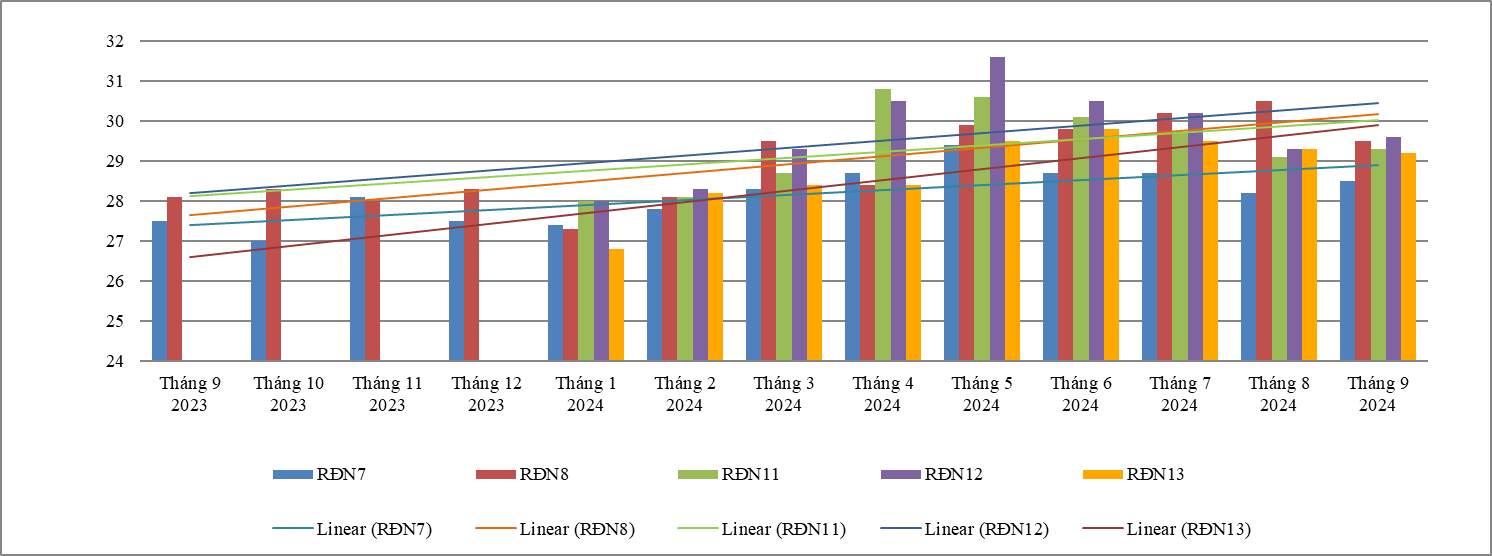 32
31
30
29
28
27
26
25
24
Tháng 9 Tháng 10 Tháng 11 Tháng 12 Tháng 1 Tháng 2 Tháng 3 Tháng 4 Tháng 5 Tháng 6 Tháng 7 Tháng 8 Tháng 9
2023 2023 2023 2023 2024 2024 2024 2024 2024 2024 2024 2024 2024
RĐN7 RĐN8 RĐN11 RĐN12 RĐN13
Linear (RĐN7) Linear (RĐN8) Linear (RĐN11) Linear (RĐN12) Linear (RĐN13)